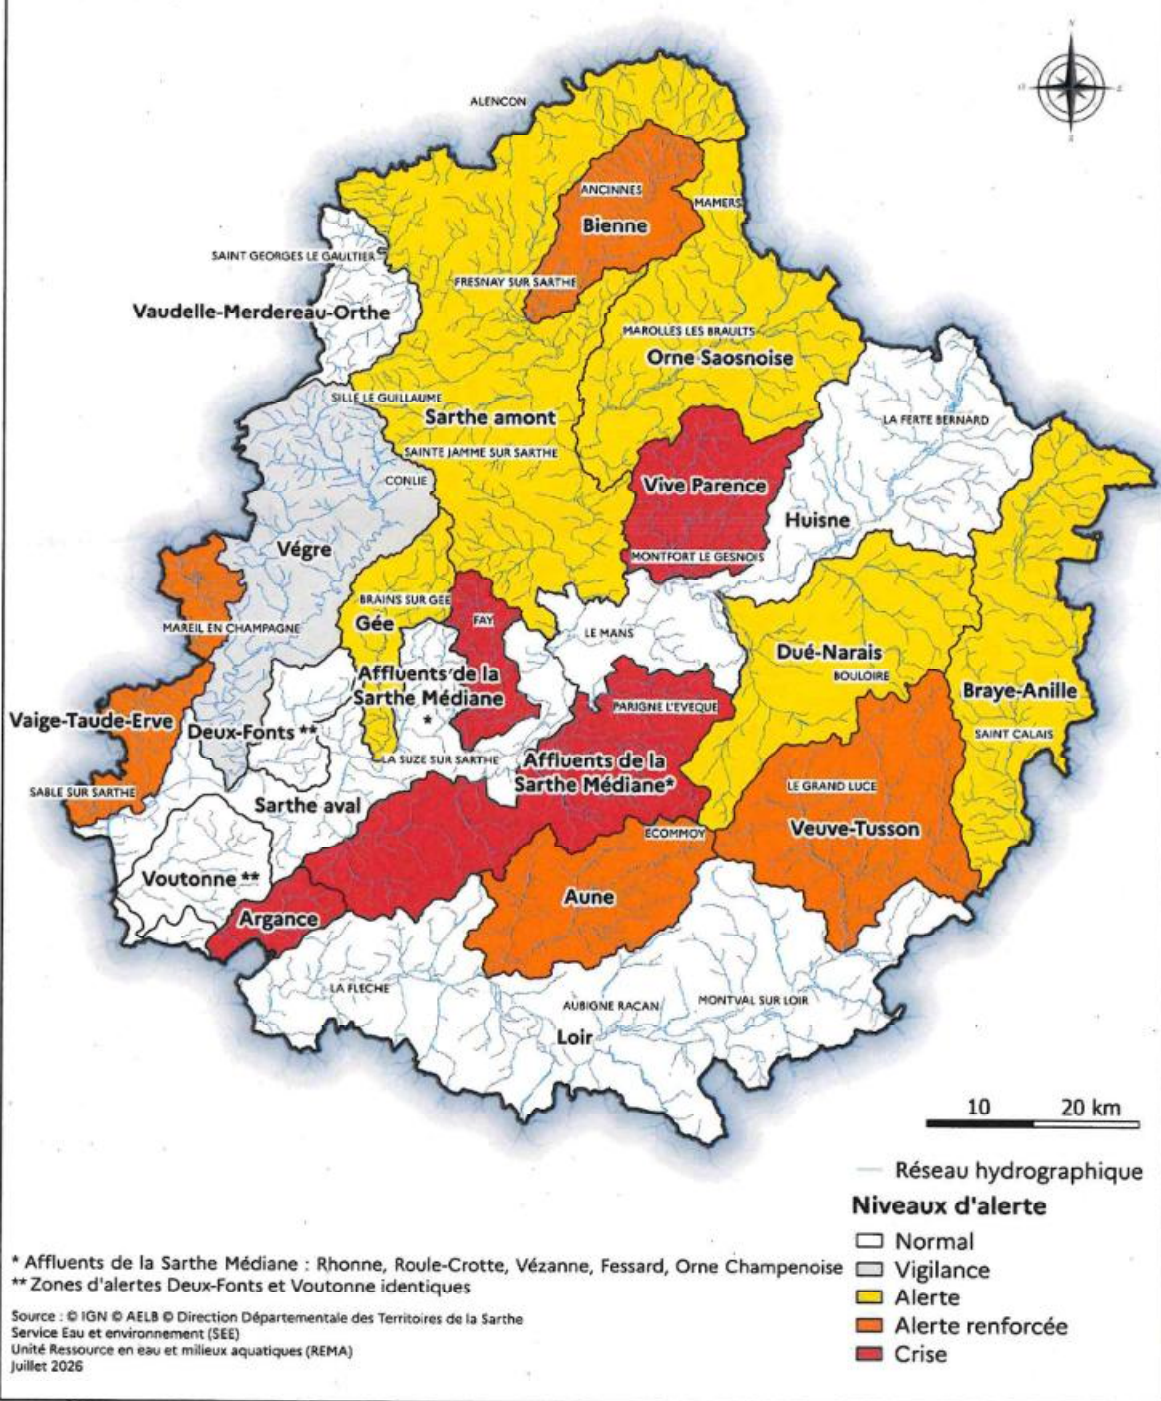 N
O
E
S
ALENCON
ANCINNES
MAMERS
Bienne
SAINT GEORGES LE GAULTIER
FRESNAY SUR SARTHE
Vaudelle-Merdereau-Orthe
MAROLLES LES BRAULTS
Orne Saosnoise
SILLE LE GUILLAUME
Sarthe amont
LA FERTE BERNARD
SAINTE JAMME SUR SARTHE
CONLIE
Vive Parence
Huisne
Végre
MONTFORT LE GESNOIS
BRAINS SUR GEE
Gée
FAY
MAREIL EN CHAMPAGNE
LE MANS
Dué-Narais
BOULOIRE
Affluents de la
Sarthe Médiane
*
Braye-Anille
PARIGNE L'EVEQUE
Vaige-Taude-Erve
Deux-Fonts **
SAINT CALAIS
LA SUZE SUR SARTHE
Affluents de la
Sarthe Médiane*
SABLE SUR SARTHE
LE GRAND LUCE
Sarthe aval
Veuve-Tusson
ECOMMOY
Voutonne **
Aune
Argance
LA FLECHE
AUBIGNE RACAN
MONTVAL SUR LOIR
Loir
10 20 km
Réseau hydrographique
Niveaux d'alerte
Normal
Vigilance
Alerte
Alerte renforcée
Crise
* Affluents de la Sarthe Médiane : Rhonne, Roule-Crotte, Vézanne, Fessard, Orne Champenoise
** Zones d'alertes Deux-Fonts et Voutonne identiques
Source : © IGN © AELB © Direction Départementale des Territoires de la Sarthe
Service Eau et environnement (SEE)
Unité Ressource en eau et milieux aquatiques (REMA)
Juillet 2026